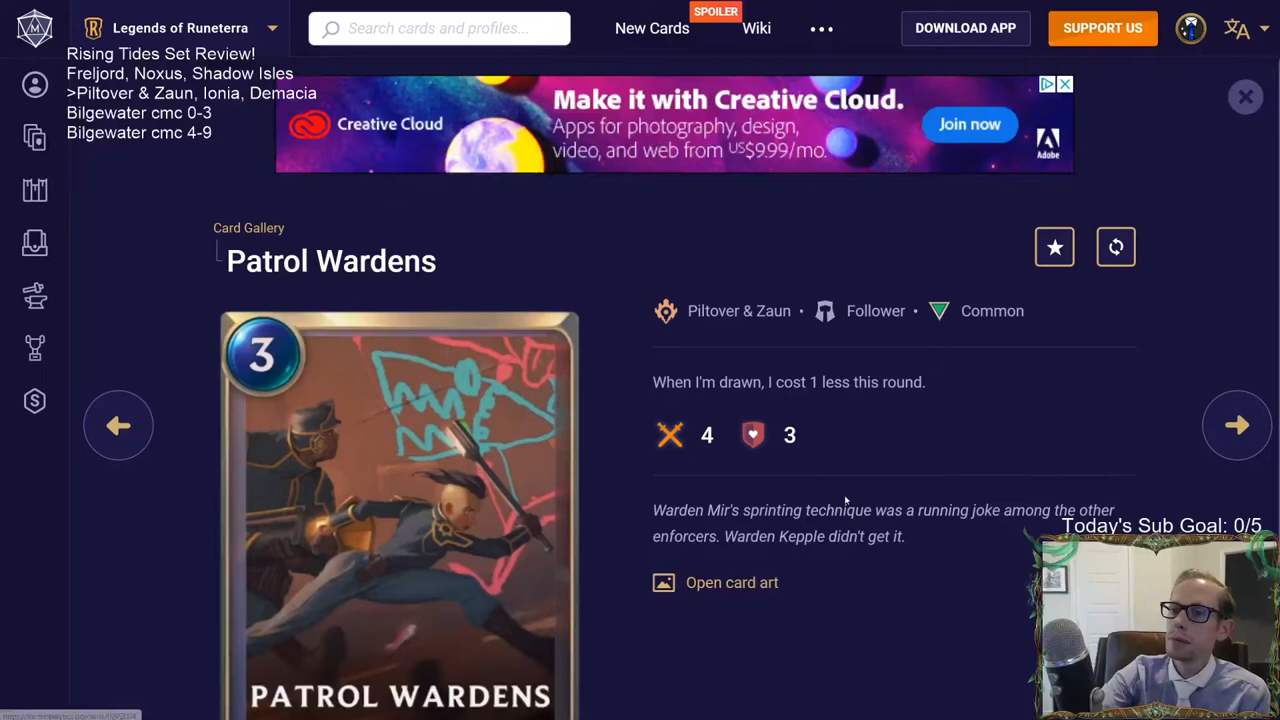 Legends of Runeterra
Search cards and profiles...
New Cards
SPOILER
Wiki
DOWNLOAD APP
SUPPORT US
Rising Tides Set Review!
Freljord, Noxus, Shadow Isles
>Piltover & Zaun, Ionia, Demacia
Bilgewater cmc 0-3
Bilgewater cmc 4-9
Creative Cloud
Make it with Creative Cloud.
Apps for photography, design,
video, and web from US$9.99/mo.
Join now
Adobe
Card Gallery
Patrol Wardens
3
PATROL WARDENS
Piltover & Zaun • Follower • Common
When I'm drawn, I cost 1 less this round.
4 3
Warden Mir's sprinting technique was a running joke among the other
enforcers. Warden Kepple didn't get it.
Open card art
Today's Sub Goal: 0/5